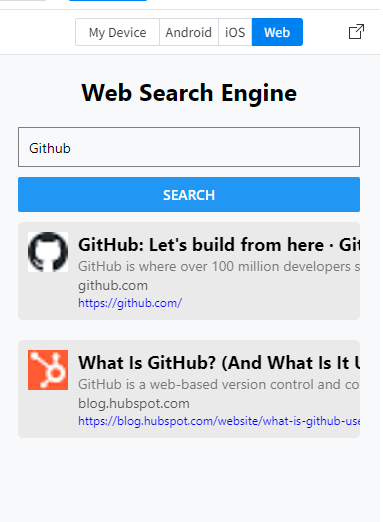 My Device Android iOS Web
Web Search Engine
Github
SEARCH
GitHub: Let's build from here · Git
GitHub is where over 100 million developers s
github.com
https://github.com/
What Is GitHub? (And What Is It U
GitHub is a web-based version control and co
blog.hubspot.com
https://blog.hubspot.com/website/what-is-github-use